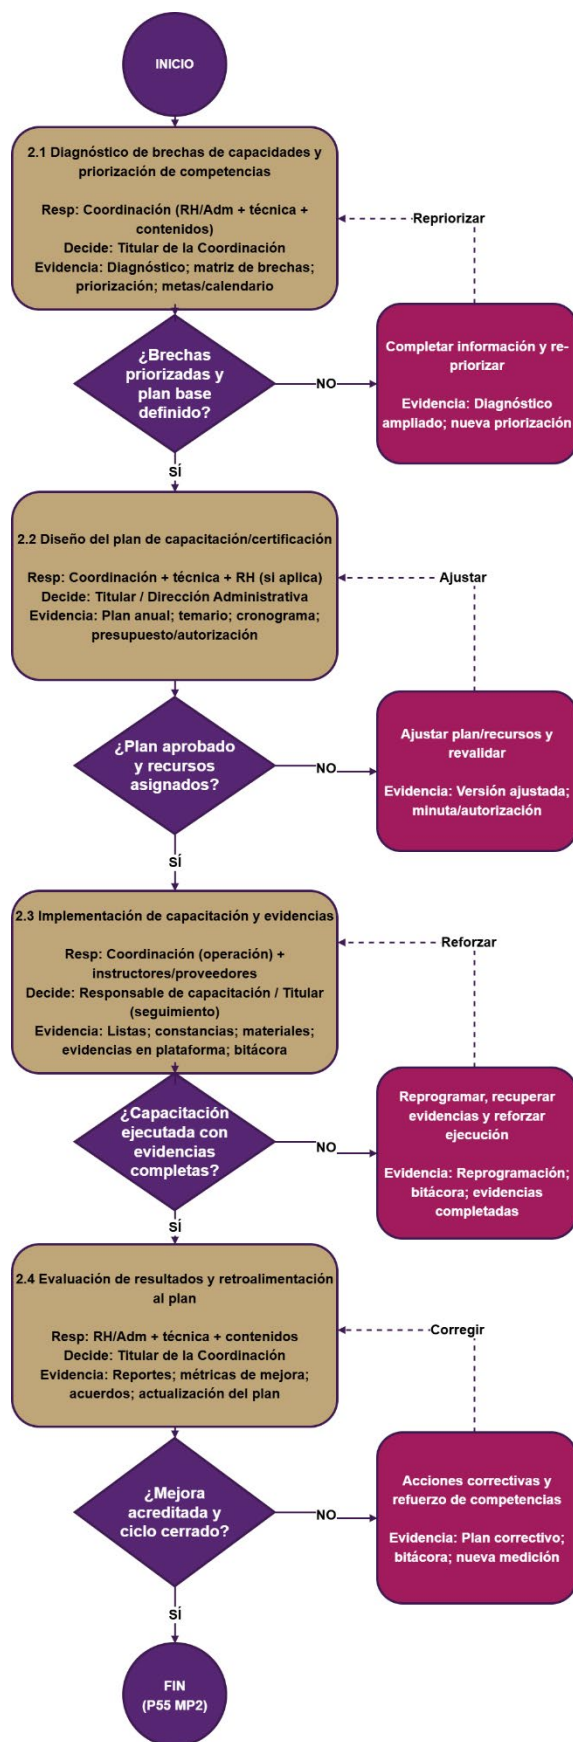 INICIO
2.1 Diagnóstico de brechas de capacidades y
priorización de competencias
Resp: Coordinación (RH/Adm + técnica +
contenidos)
Decide: Titular de la Coordinación
Evidencia: Diagnóstico; matriz de brechas;
priorización; metas/calendario
Repriorizar
¿Brechas
priorizadas y
plan base
definido?
NO
Completar información y re-
priorizar
Evidencia: Diagnóstico
ampliado; nueva priorización
SÍ
2.2 Diseño del plan de capacitación/certificación
Resp: Coordinación + técnica + RH (si aplica)
Decide: Titular / Dirección Administrativa
Evidencia: Plan anual; temario; cronograma;
presupuesto/autorización
Ajustar
¿Plan aprobado
y recursos
asignados?
NO
Ajustar plan/recursos y
revalidar
Evidencia: Versión ajustada;
minuta/autorización
SÍ
2.3 Implementación de capacitación y evidencias
Resp: Coordinación (operación) +
instructores/proveedores
Decide: Responsable de capacitación / Titular
(seguimiento)
Evidencia: Listas; constancias; materiales;
evidencias en plataforma; bitácora
Reforzar
¿Capacitación
ejecutada con
evidencias
completas?
NO
Reprogramar, recuperar
evidencias y reforzar
ejecución
Evidencia: Reprogramación;
bitácora; evidencias
completadas
SÍ
2.4 Evaluación de resultados y retroalimentación
al plan
Resp: RH/Adm + técnica + contenidos
Decide: Titular de la Coordinación
Evidencia: Reportes; métricas de mejora;
acuerdos; actualización del plan
Corregir
¿Mejora
acreditada y
ciclo cerrado?
NO
Acciones correctivas y
refuerzo de competencias
Evidencia: Plan correctivo;
bitácora; nueva medición
SÍ
FIN
(P55 MP2)